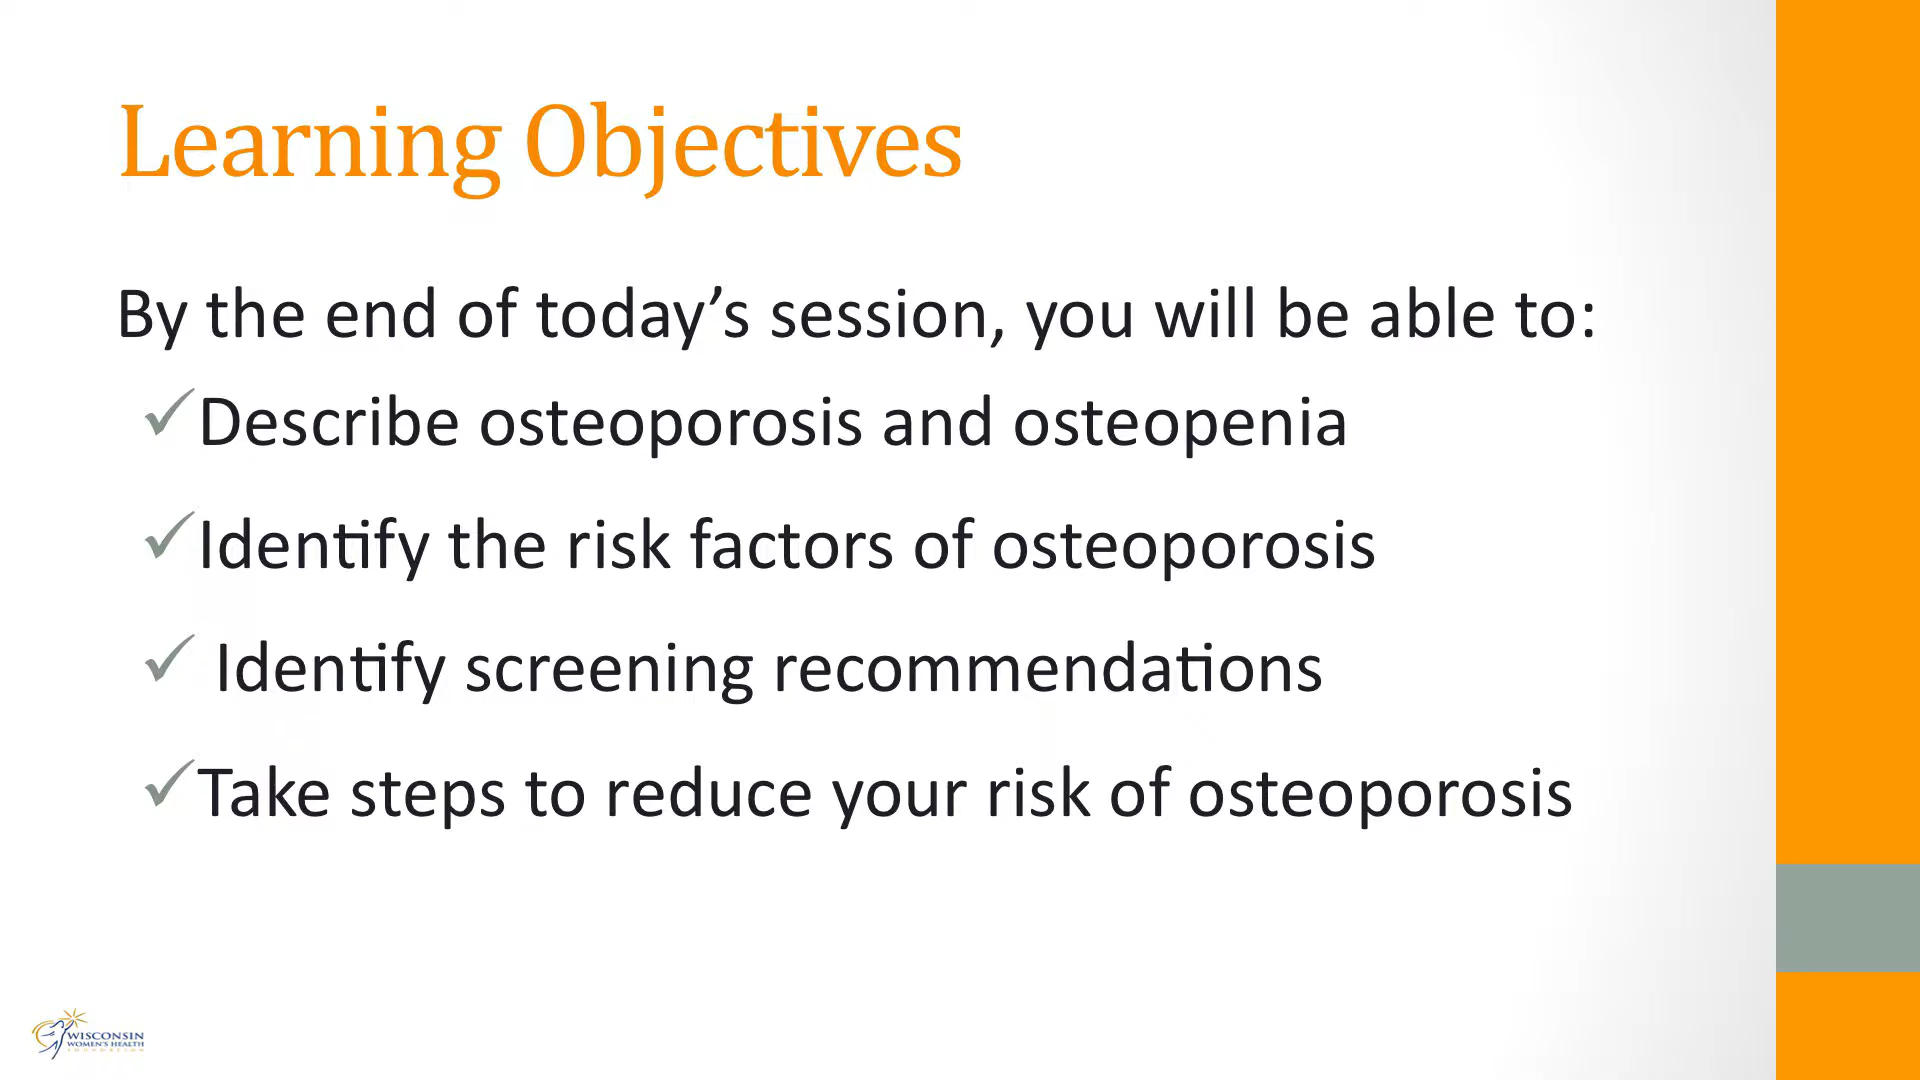 Learning Objectives
By the end of today’s session, you will be able to:
✓Describe osteoporosis and osteopenia
✓Identify the risk factors of osteoporosis
✓ Identify screening recommendations
✓Take steps to reduce your risk of osteoporosis
WISCONSIN
WOMEN'S HEALTH
FOUNDATION